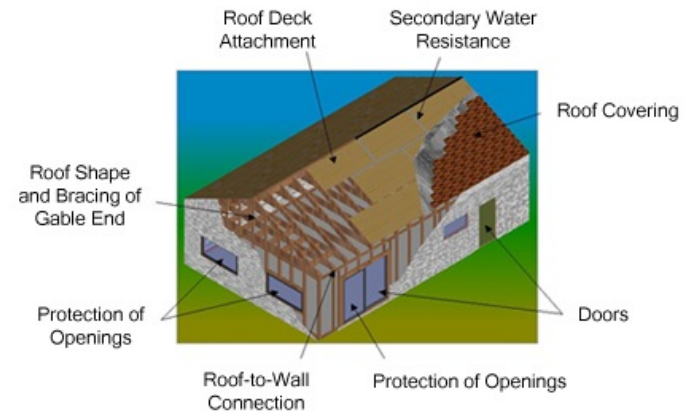 Roof Deck
Attachment
Secondary Water
Resistance
Roof Covering
Roof Shape
and Bracing of
Gable End
Protection of
Openings
Doors
Roof-to-Wall
Connection
Protection of Openings